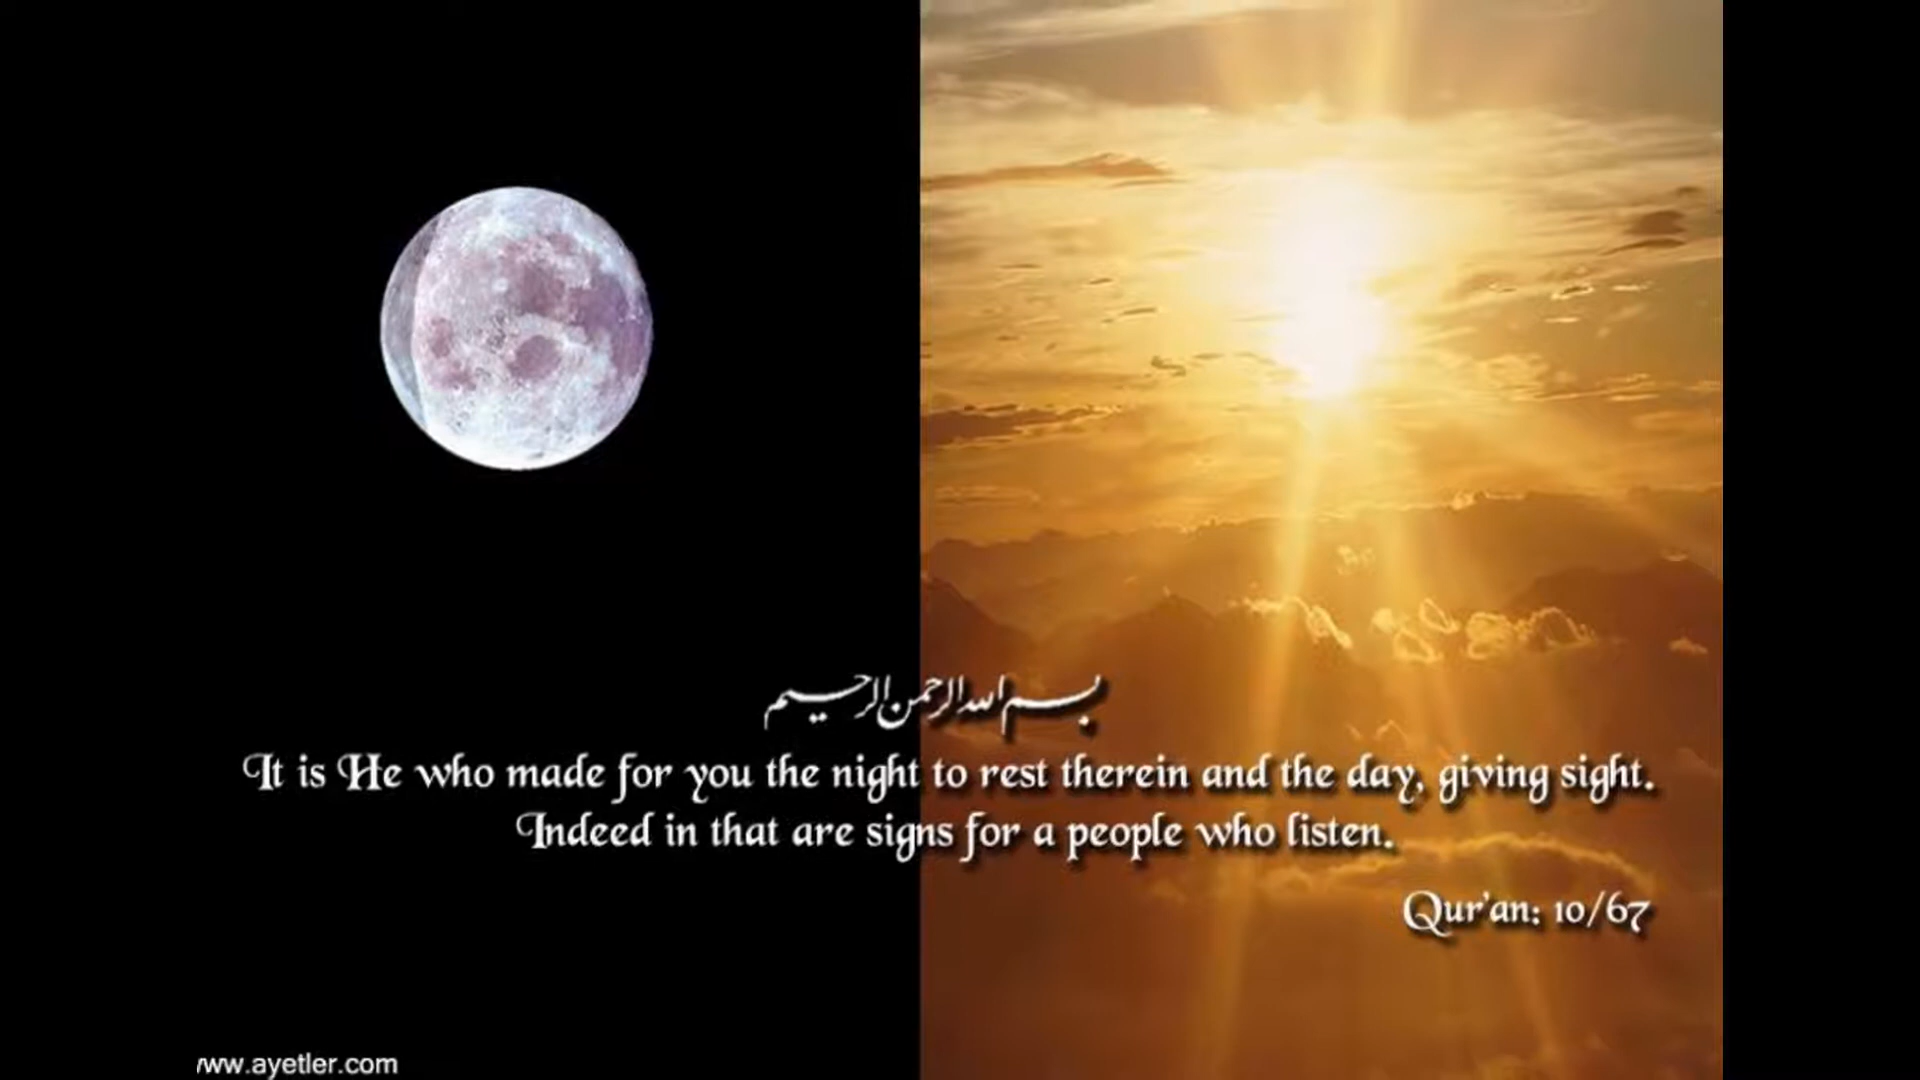 بسم الله الرحمن الرحيم
It is He who made for you the night to rest therein and the day, giving sight.
Indeed in that are signs for a people who listen.
Qur'an: 10/67
www.ayetler.com